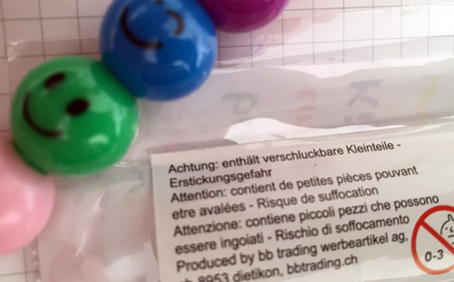 Achtung: enthält verschluckbare Kleinteile -
Erstickungsgefahr
Attention: contient de petites pièces pouvant
etre avalées - Risque de suffocation
Attenzione: contiene piccoli pezzi che possono
essere ingoiati - Rischio di soffocamento
Produced by bb trading werbeartikel ag,
8953 dietikon, bbtrading.ch
0-3